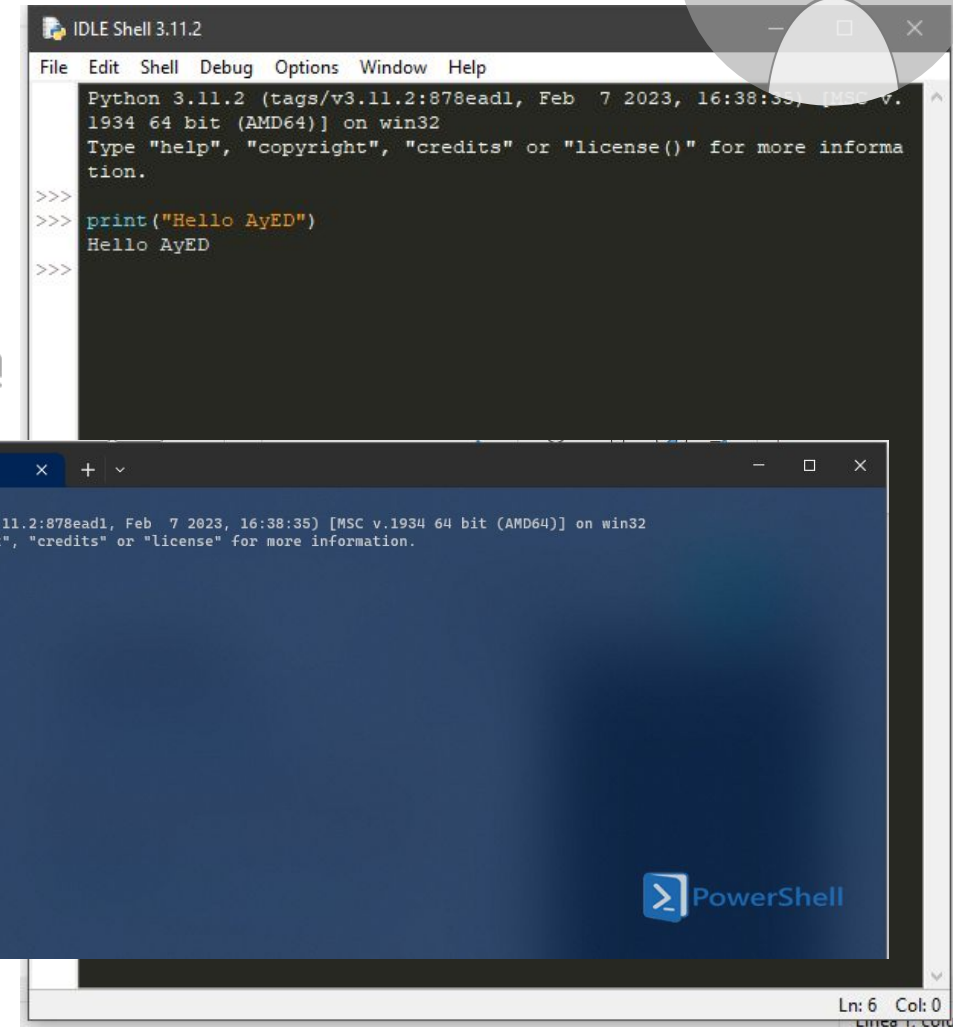 IDLE Shell 3.11.2
File Edit Shell Debug Options Window Help
Python 3.11.2 (tags/v3.11.2:878ead1, Feb 7 2023, 16:38:35) [MSC v.
1934 64 bit (AMD64)] on win32
Type "help", "copyright", "credits" or "license()" for more informa
tion.
>>>
>>> print("Hello AyED")
Hello AyED
>>>
11.2:878ead1, Feb 7 2023, 16:38:35) [MSC v.1934 64 bit (AMD64)] on win32
", "credits" or "license" for more information.
PowerShell
Ln: 6 Col: 0